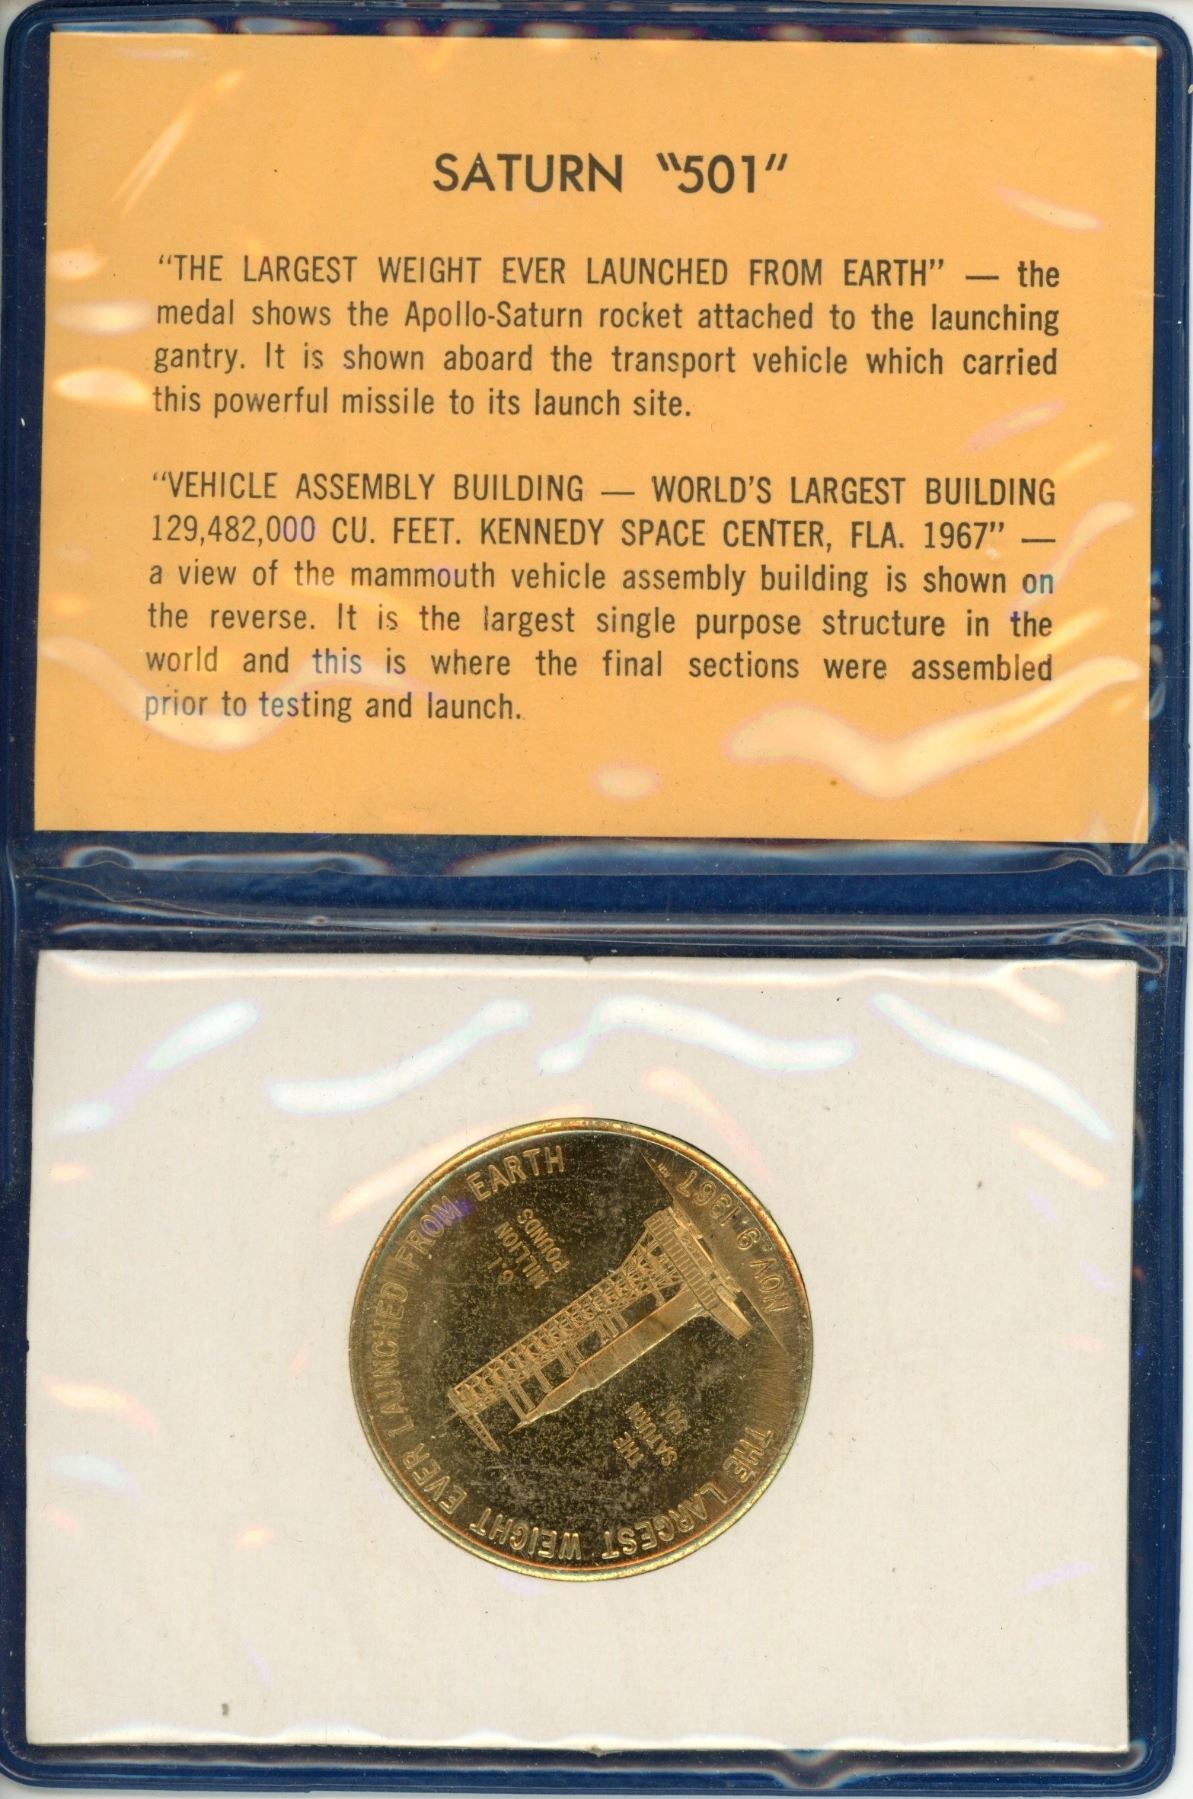 SATURN "501"
"THE LARGEST WEIGHT EVER LAUNCHED FROM EARTH" — the
medal shows the Apollo-Saturn rocket attached to the launching
gantry. It is shown aboard the transport vehicle which carried
this powerful missile to its launch site.
"VEHICLE ASSEMBLY BUILDING — WORLD'S LARGEST BUILDING
129,482,000 CU. FEET. KENNEDY SPACE CENTER, FLA. 1967" —
a view of the mammouth vehicle assembly building is shown on
the reverse. It is the largest single purpose structure in the
world and this is where the final sections were assembled
prior to testing and launch.
THE LARGEST WEIGHT EVER LAUNCHED FROM EARTH
NOV. 9, 1967
6.1
MILLION
POUNDS
THE
SATURN
501